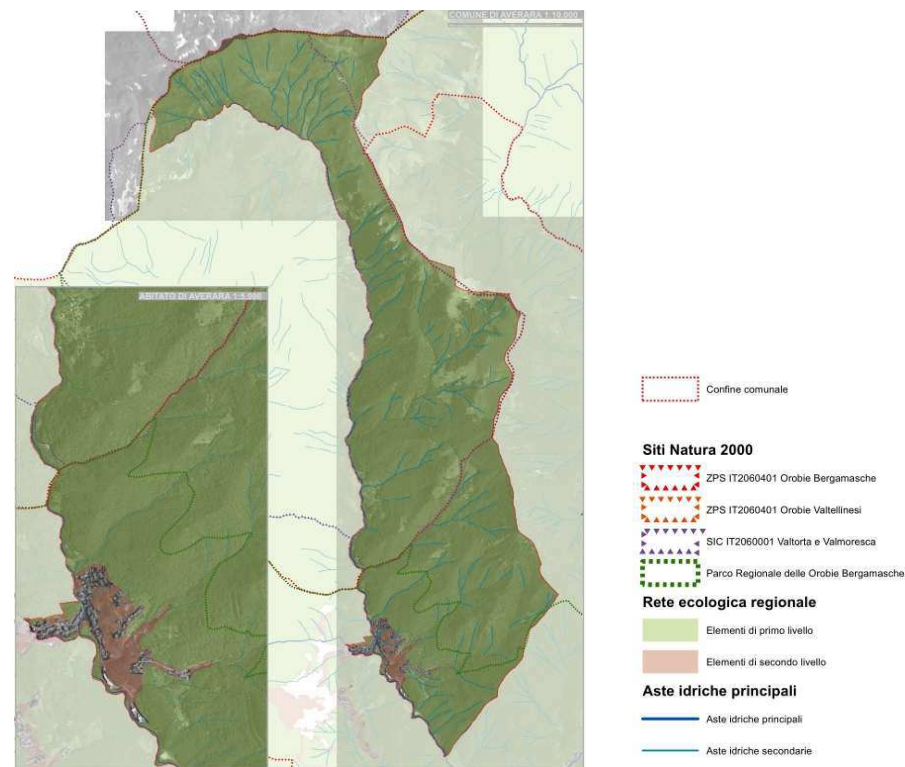 COMUNE DI AVERARA 1:10.000
ABITATO DI AVERARA 1:5.000
Confine comunale
Siti Natura 2000
ZPS IT2060401 Orobie Bergamasche
ZPS IT2060401 Orobie Valtellinesi
SIC IT2060001 Valtorta e Valmoresca
Parco Regionale delle Orobie Bergamasche
Rete ecologica regionale
Elementi di primo livello
Elementi di secondo livello
Aste idriche principali
Aste idriche principali
Aste idriche secondarie